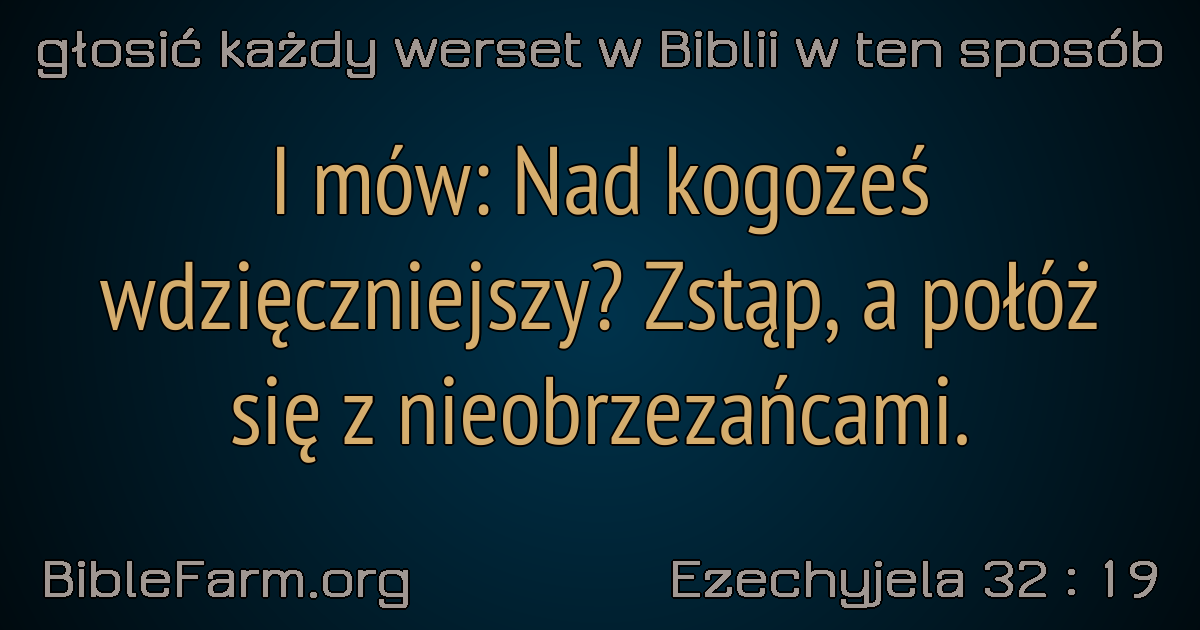 głosić każdy werset w Biblii w ten sposób
I mów: Nad kogożeś
wdzięczniejszy? Zstąp, a połóż
się z nieobrzezańcami.
BibleFarm.org
Ezechyjela 32 : 19